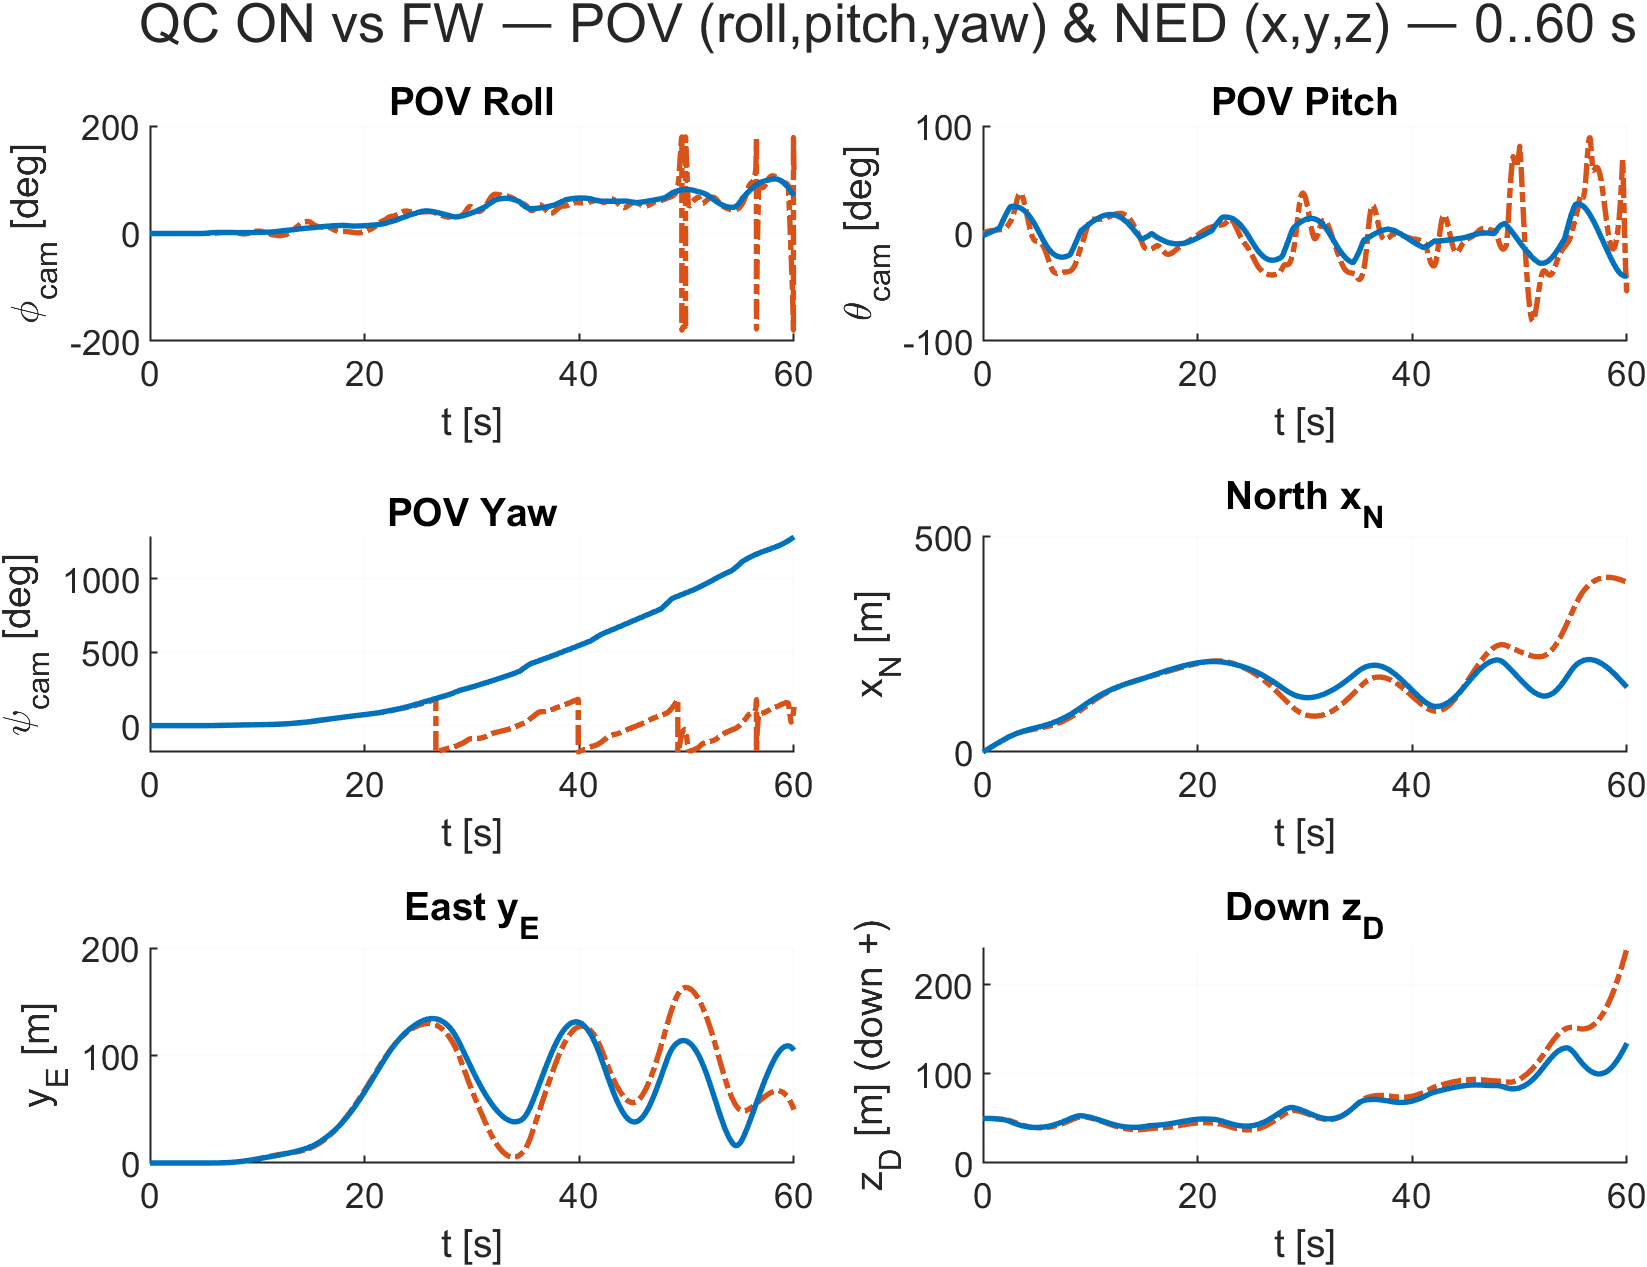 QC ON vs FW — POV (roll,pitch,yaw) & NED (x,y,z) — 0..60 s
POV Roll
ϕcam [deg]
200
0
-200
0 20 40 60
t [s]
POV Pitch
θcam [deg]
100
0
-100
0 20 40 60
t [s]
POV Yaw
ψcam [deg]
1000
500
0
0 20 40 60
t [s]
North xN
xN [m]
500
0
0 20 40 60
t [s]
East yE
yE [m]
200
100
0
0 20 40 60
t [s]
Down zD
zD [m] (down +)
200
100
0
0 20 40 60
t [s]